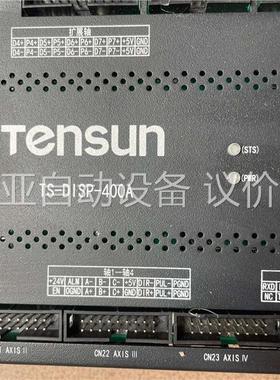 扩展轴
D4+ P4+ D5+ P5+ D6+ P6+ D7+ P7+ +5V GND
D4- P4- D5- P5- D6- P6- D7- P7- +5V GND
Tensun
(STS)
TS-DISP-400A
(PWR)
亚自动设备 议价
轴1-轴4
+24V ALM A+ B+ C+ +5V DIR+ PUL+ PGND
EN OGND A- B- C- GND DIR- PUL- PGND
RXD
NC
AXIS II
CN22 AXIS III
CN23 AXIS IV